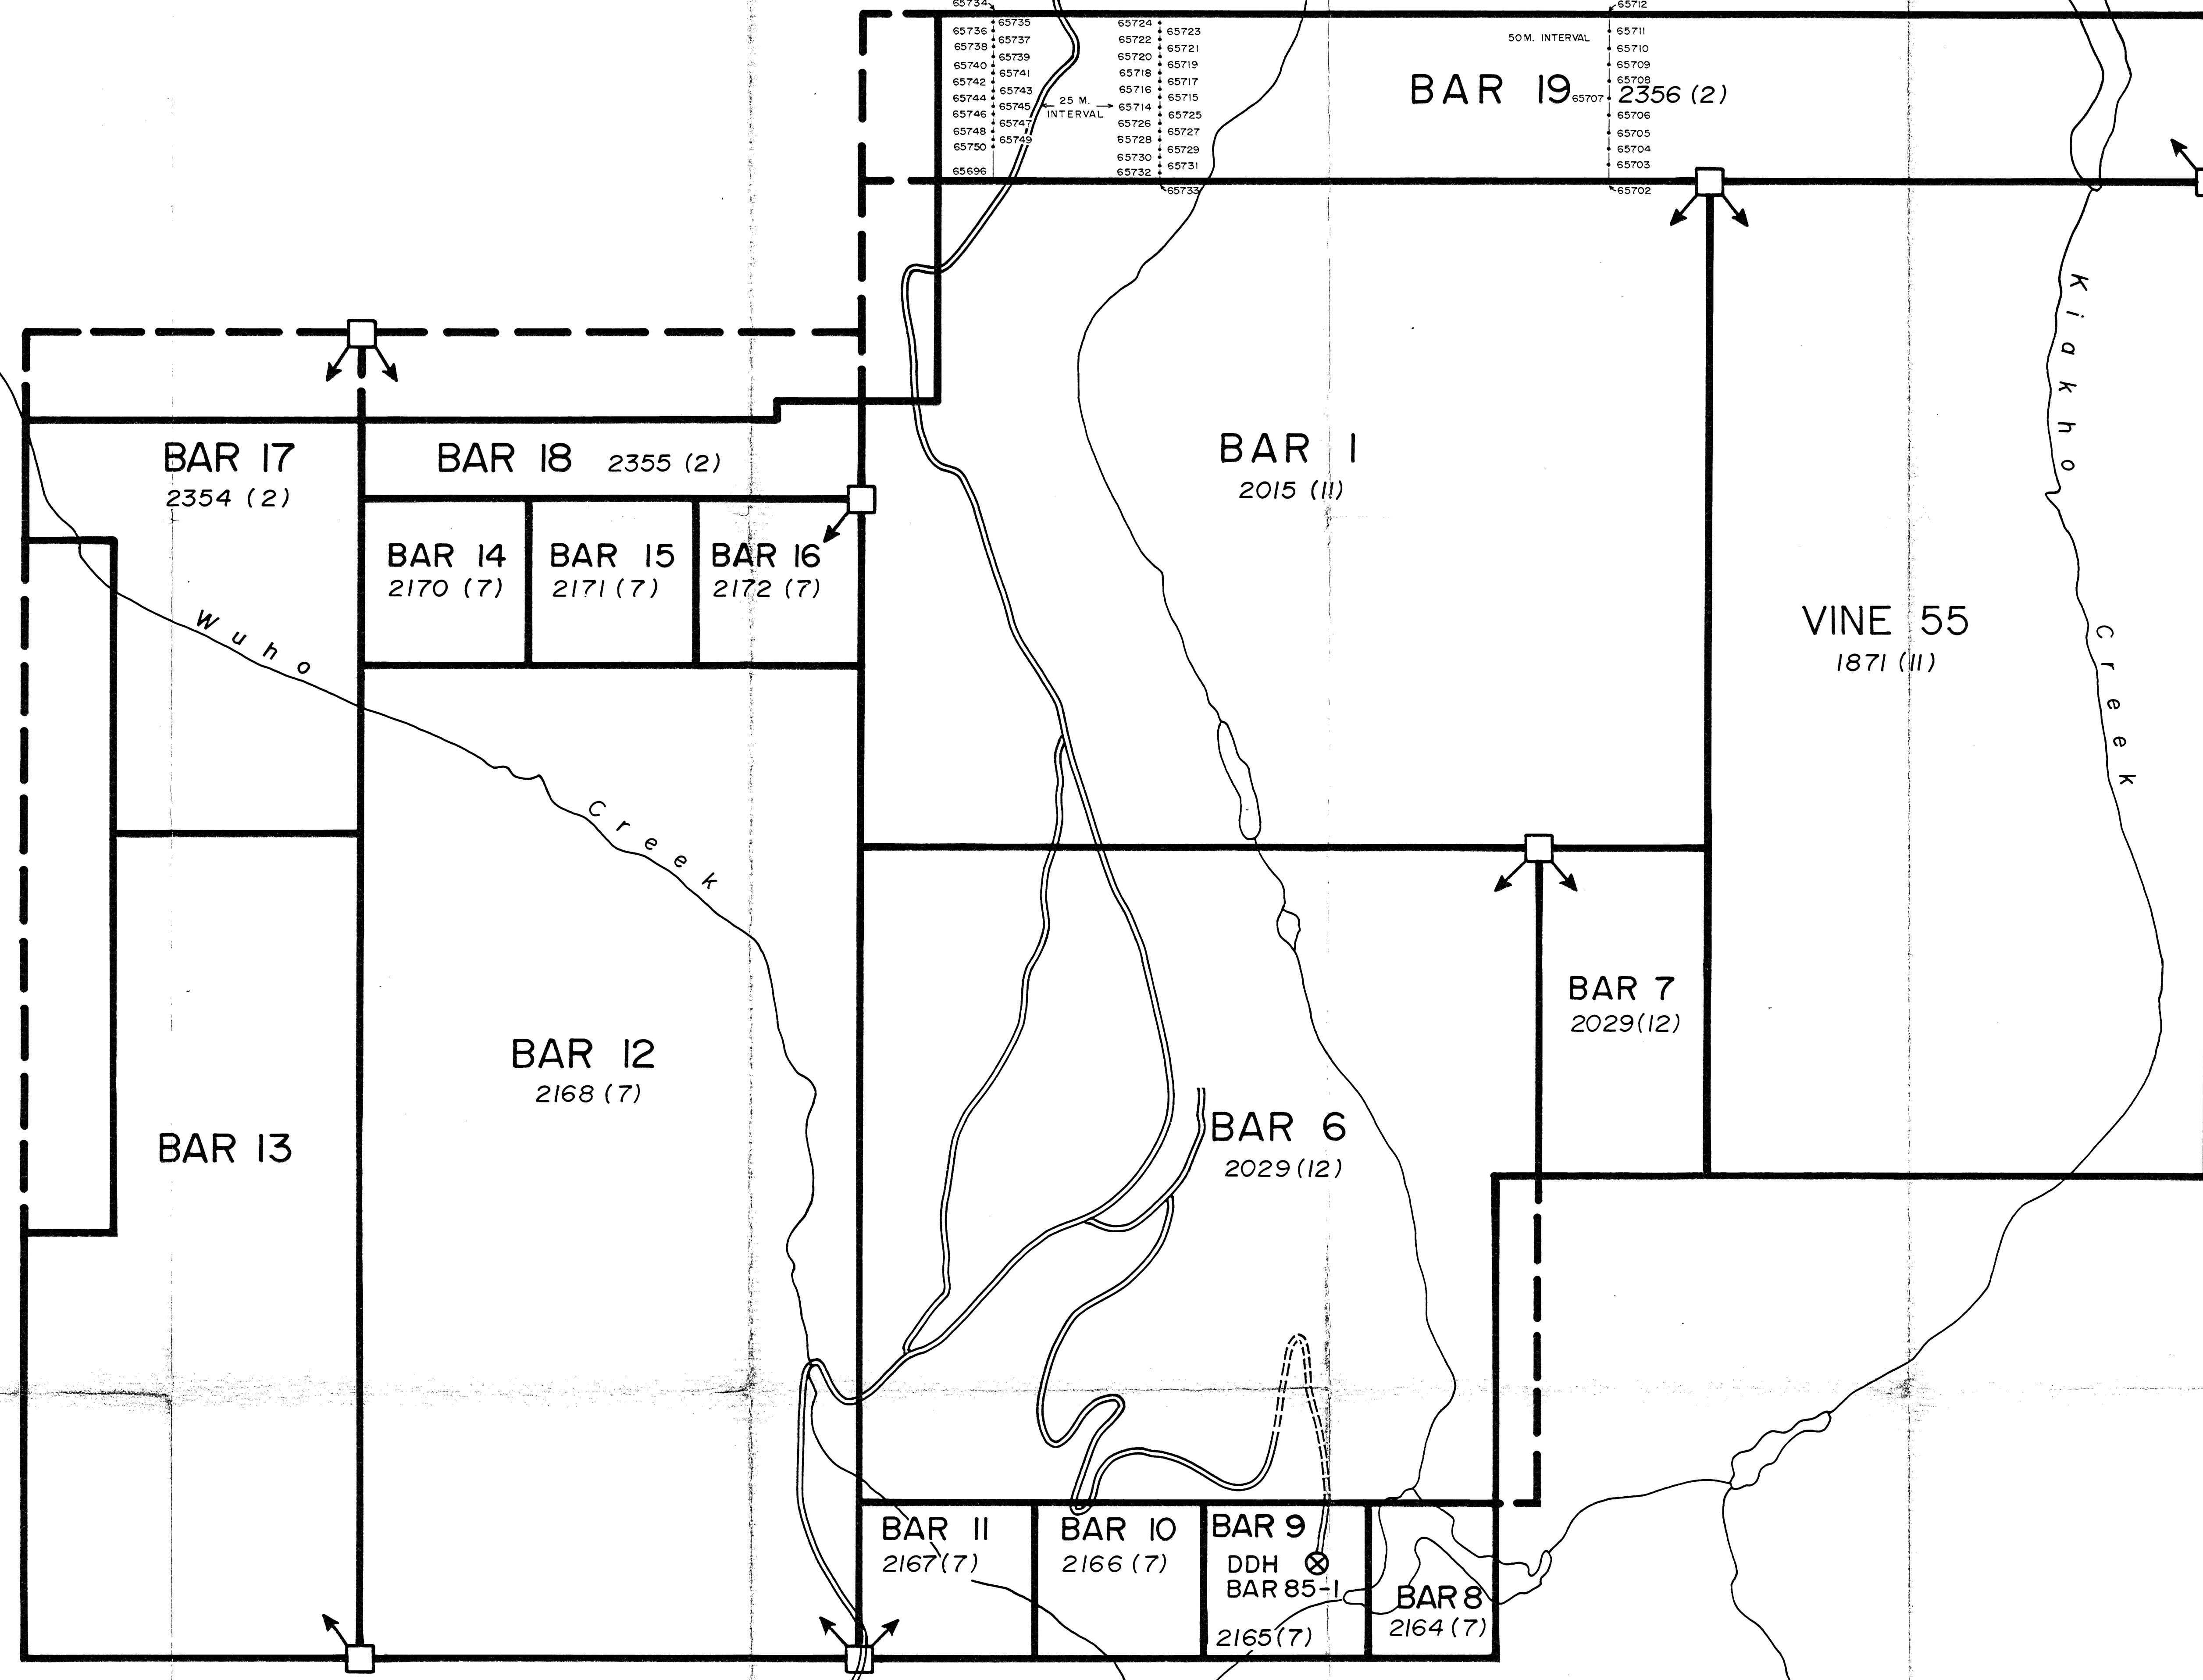 65734
65712
65735
65736
65737
65738
65739
65740
65741
65742
65743
65744
65745
65746
65747
65748
65749
65750
65696
25 M.
INTERVAL
65724
65723
65722
65721
65720
65719
65718
65717
65716
65715
65714
65725
65726
65727
65728
65729
65730
65731
65732
65733
50M. INTERVAL
65711
65710
65709
65708
65707
65706
65705
65704
65703
65702
BAR 19
2356 (2)
Kiakho Creek
BAR 17
2354 (2)
BAR 18 2355 (2)
BAR 1
2015 (11)
BAR 14
2170 (7)
BAR 15
2171 (7)
BAR 16
2172 (7)
VINE 55
1871 (11)
Wuho Creek
BAR 7
2029 (12)
BAR 12
2168 (7)
BAR 13
BAR 6
2029 (12)
BAR 11
2167 (7)
BAR 10
2166 (7)
BAR 9
DDH
BAR 85-1
2165 (7)
BAR 8
2164 (7)